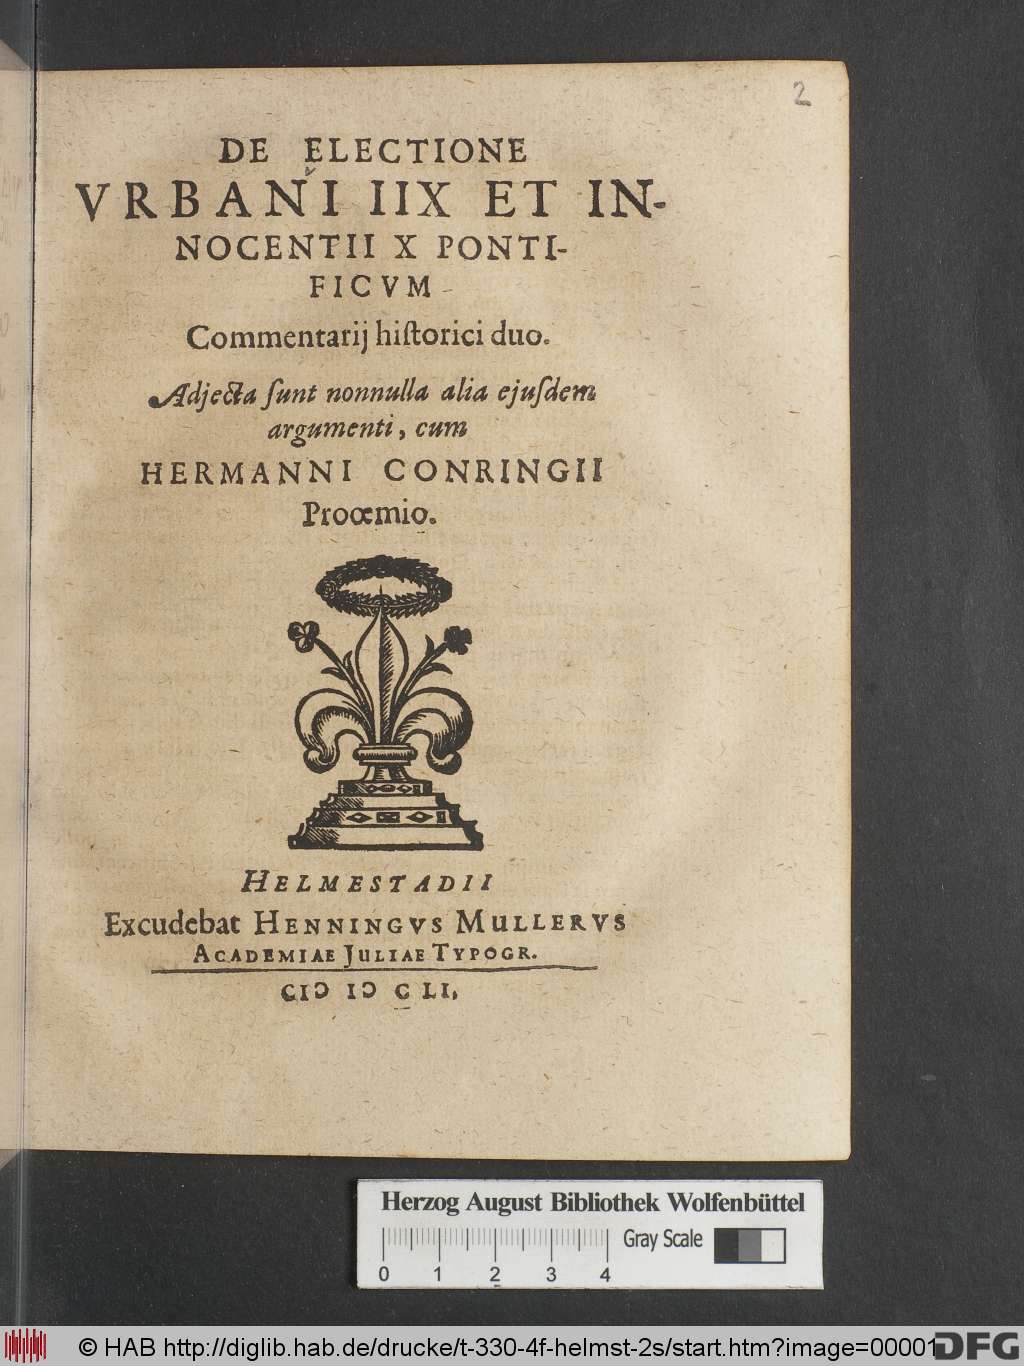 2
DE ELECTIONE
VRBANI IIX ET IN-
NOCENTII X PONTI-
FICVM
Commentarij hiſtorici duo.
Adjecta ſunt nonnulla alia ejuſdem
argumenti, cum
HERMANNI CONRINGII
Proœmio.
HELMESTADII
Excudebat HENNINGVS MULLERVS
ACADEMIAE JULIAE TYPOGR.
CIↃ IↃ C LI,
Herzog August Bibliothek Wolfenbüttel
Gray Scale
0 1 2 3 4
© HAB http://diglib.hab.de/drucke/t-330-4f-helmst-2s/start.htm?image=00001
DFG